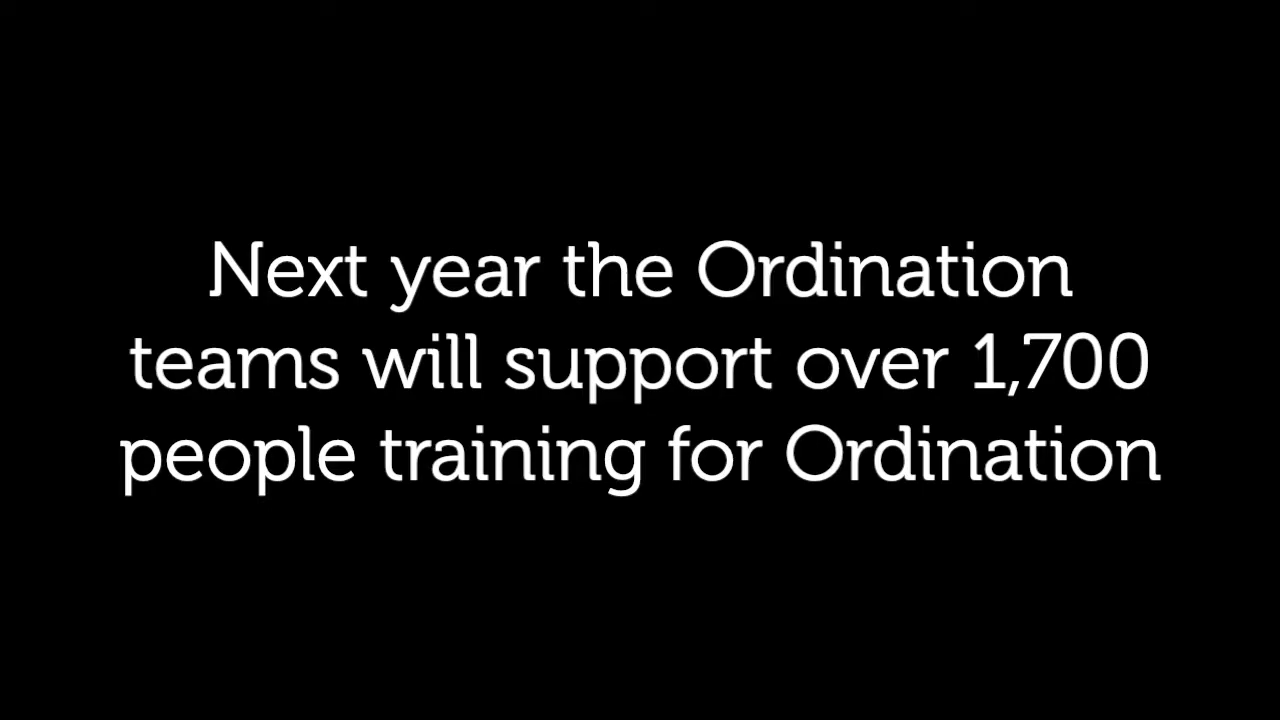 Next year the Ordination
teams will support over 1,700
people training for Ordination